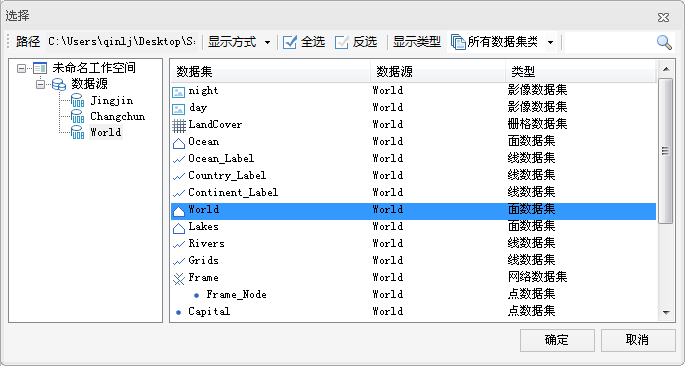 选择
路径 C:\Users\qinlj\Desktop\S 显示方式 全选 反选 显示类型 所有数据集类
未命名工作空间
数据源
Jingjin
Changchun
World
数据集 数据源 类型
night World 影像数据集
day World 影像数据集
LandCover World 栅格数据集
Ocean World 面数据集
Ocean_Label World 线数据集
Country_Label World 线数据集
Continent_Label World 线数据集
World World 面数据集
Lakes World 面数据集
Rivers World 线数据集
Grids World 线数据集
Frame World 网络数据集
Frame_Node World 点数据集
Capital World 点数据集
确定 取消